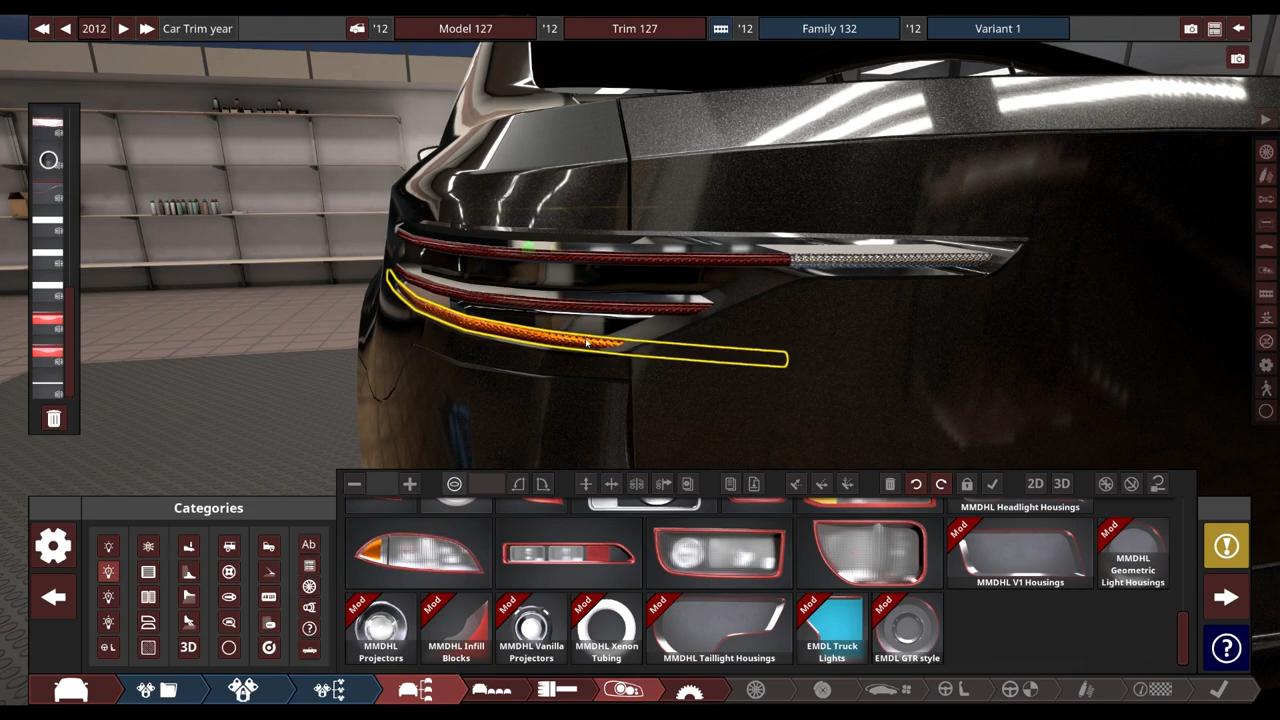 2012
Car Trim year
'12
Model 127
'12
Trim 127
'12
Family 132
'12
Variant 1
2D
3D
Categories
Ab
L
3D
MMDHL Headlight Housings
Mod
MMDHL V1 Housings
Mod
MMDHL
Geometric
Light Housings
Mod
MMDHL
Projectors
Mod
MMDHL Infill
Blocks
Mod
MMDHL Vanilla
Projectors
Mod
MMDHL Xenon
Tubing
Mod
MMDHL Taillight Housings
Mod
EMDL Truck
Lights
Mod
EMDL GTR style